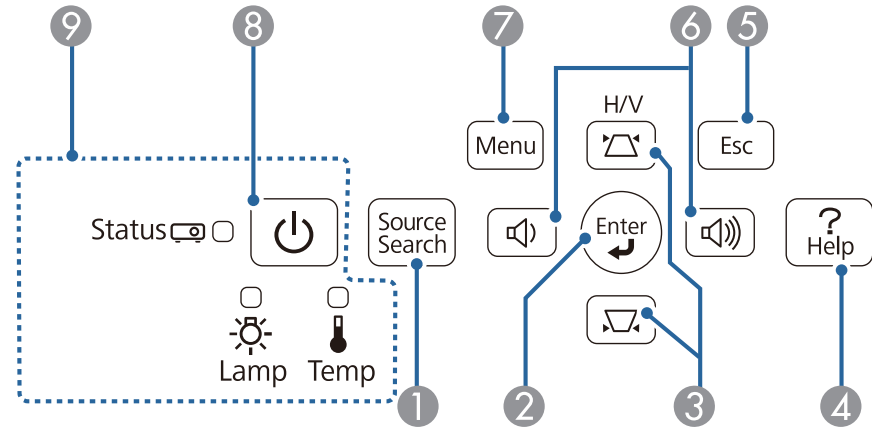 9
8
7
6
5
H/V
Menu
Esc
Status
Source
Search
Enter
?
Help
Lamp
Temp
1
2
3
4